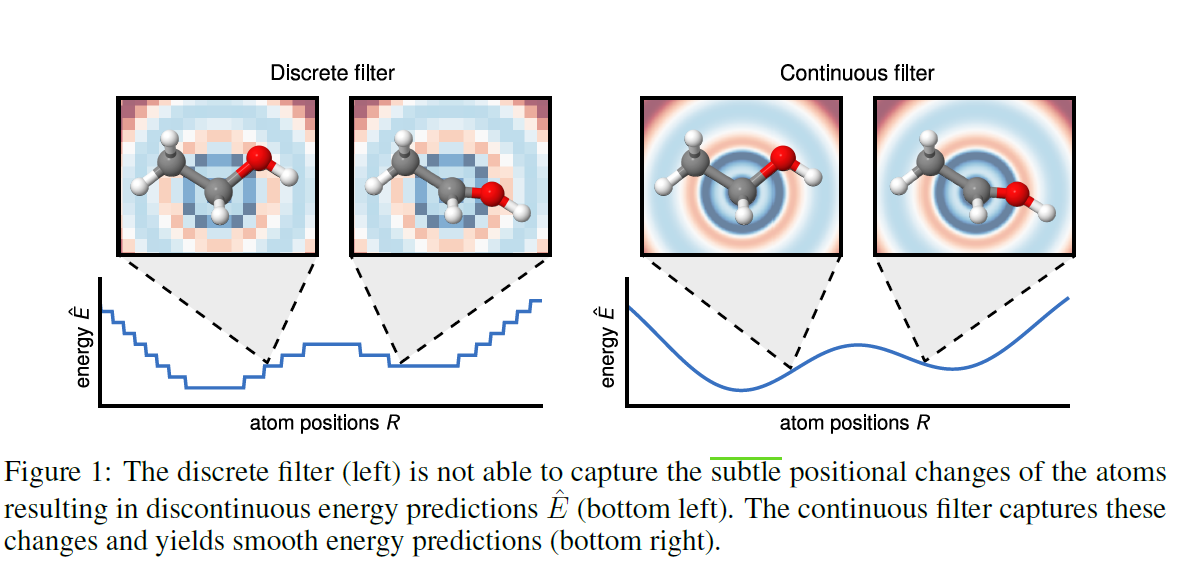 Discrete filter
Continuous filter
energy Ê
atom positions R
energy Ê
atom positions R
Figure 1: The discrete filter (left) is not able to capture the subtle positional changes of the atoms
resulting in discontinuous energy predictions Ê (bottom left). The continuous filter captures these
changes and yields smooth energy predictions (bottom right).